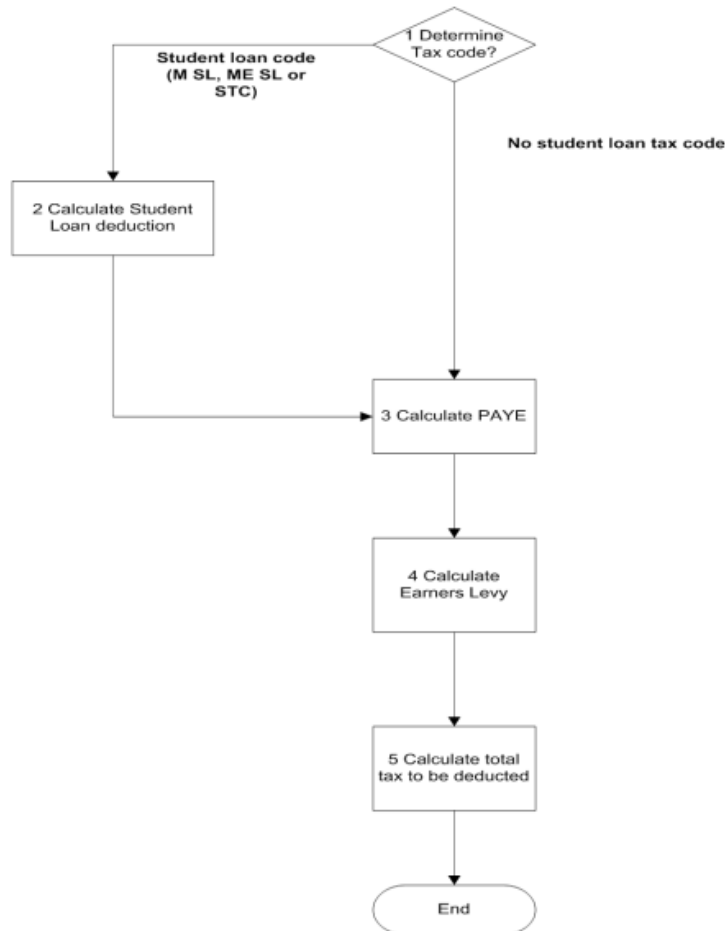 1 Determine
Tax code?
Student loan code
(M SL, ME SL or
STC)
No student loan tax code
2 Calculate Student
Loan deduction
3 Calculate PAYE
4 Calculate
Earners Levy
5 Calculate total
tax to be deducted
End